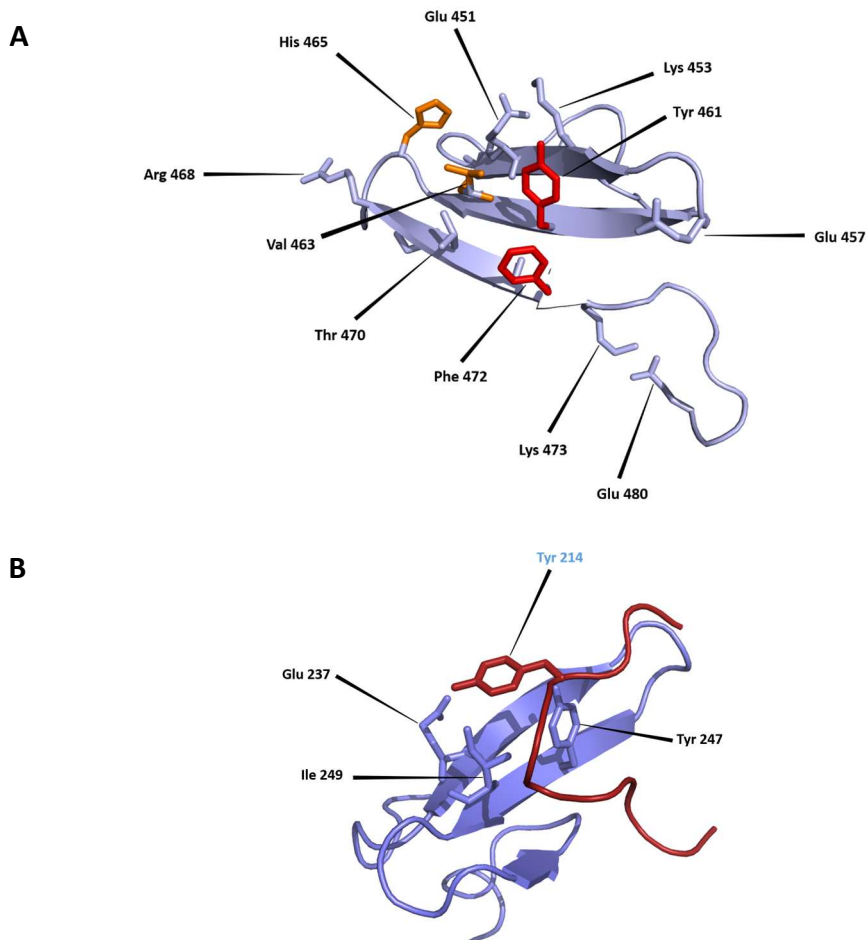 A
Glu 451
His 465
Lys 453
Tyr 461
Arg 468
Val 463
Glu 457
Thr 470
Phe 472
Lys 473
Glu 480
B
Tyr 214
Glu 237
Tyr 247
Ile 249